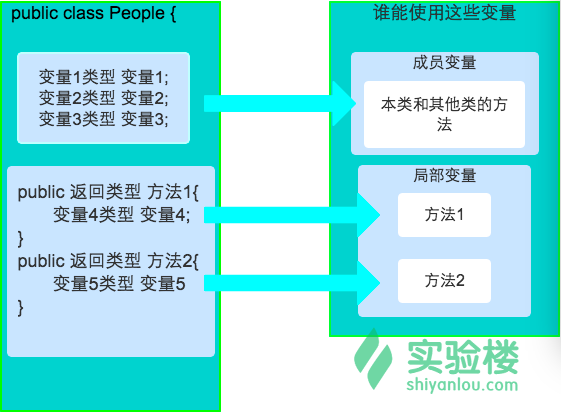 public class People {
变量1类型 变量1;
变量2类型 变量2;
变量3类型 变量3;
public 返回类型 方法1{
变量4类型 变量4;
}
public 返回类型 方法2{
变量5类型 变量5
}
谁能使用这些变量
成员变量
本类和其他类的方
法
局部变量
方法1
方法2
实验楼
shiyanlou.com